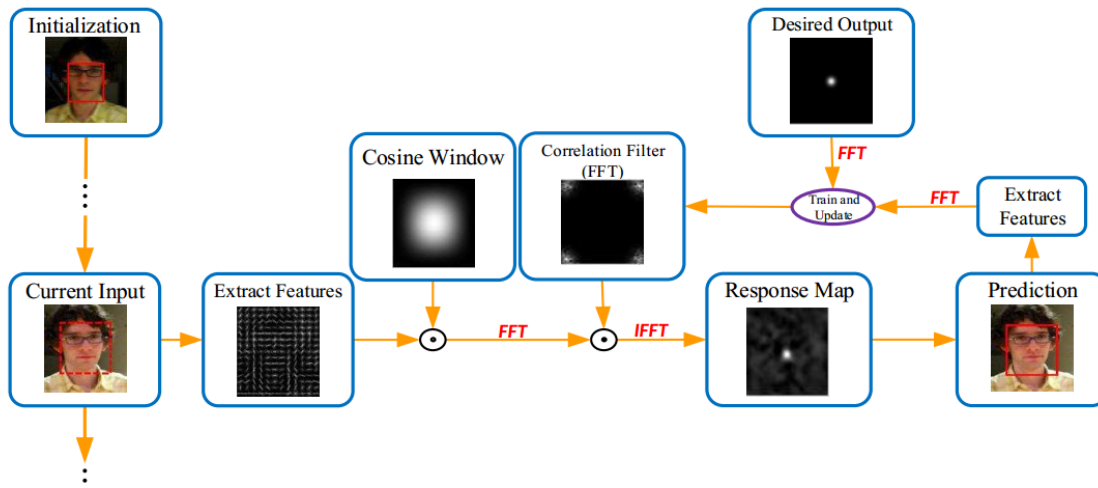 Initialization
Desired Output
Cosine Window
Correlation Filter
(FFT)
FFT
Train and
Update
FFT
Extract
Features
Current Input
Extract Features
FFT
IFFT
Response Map
Prediction